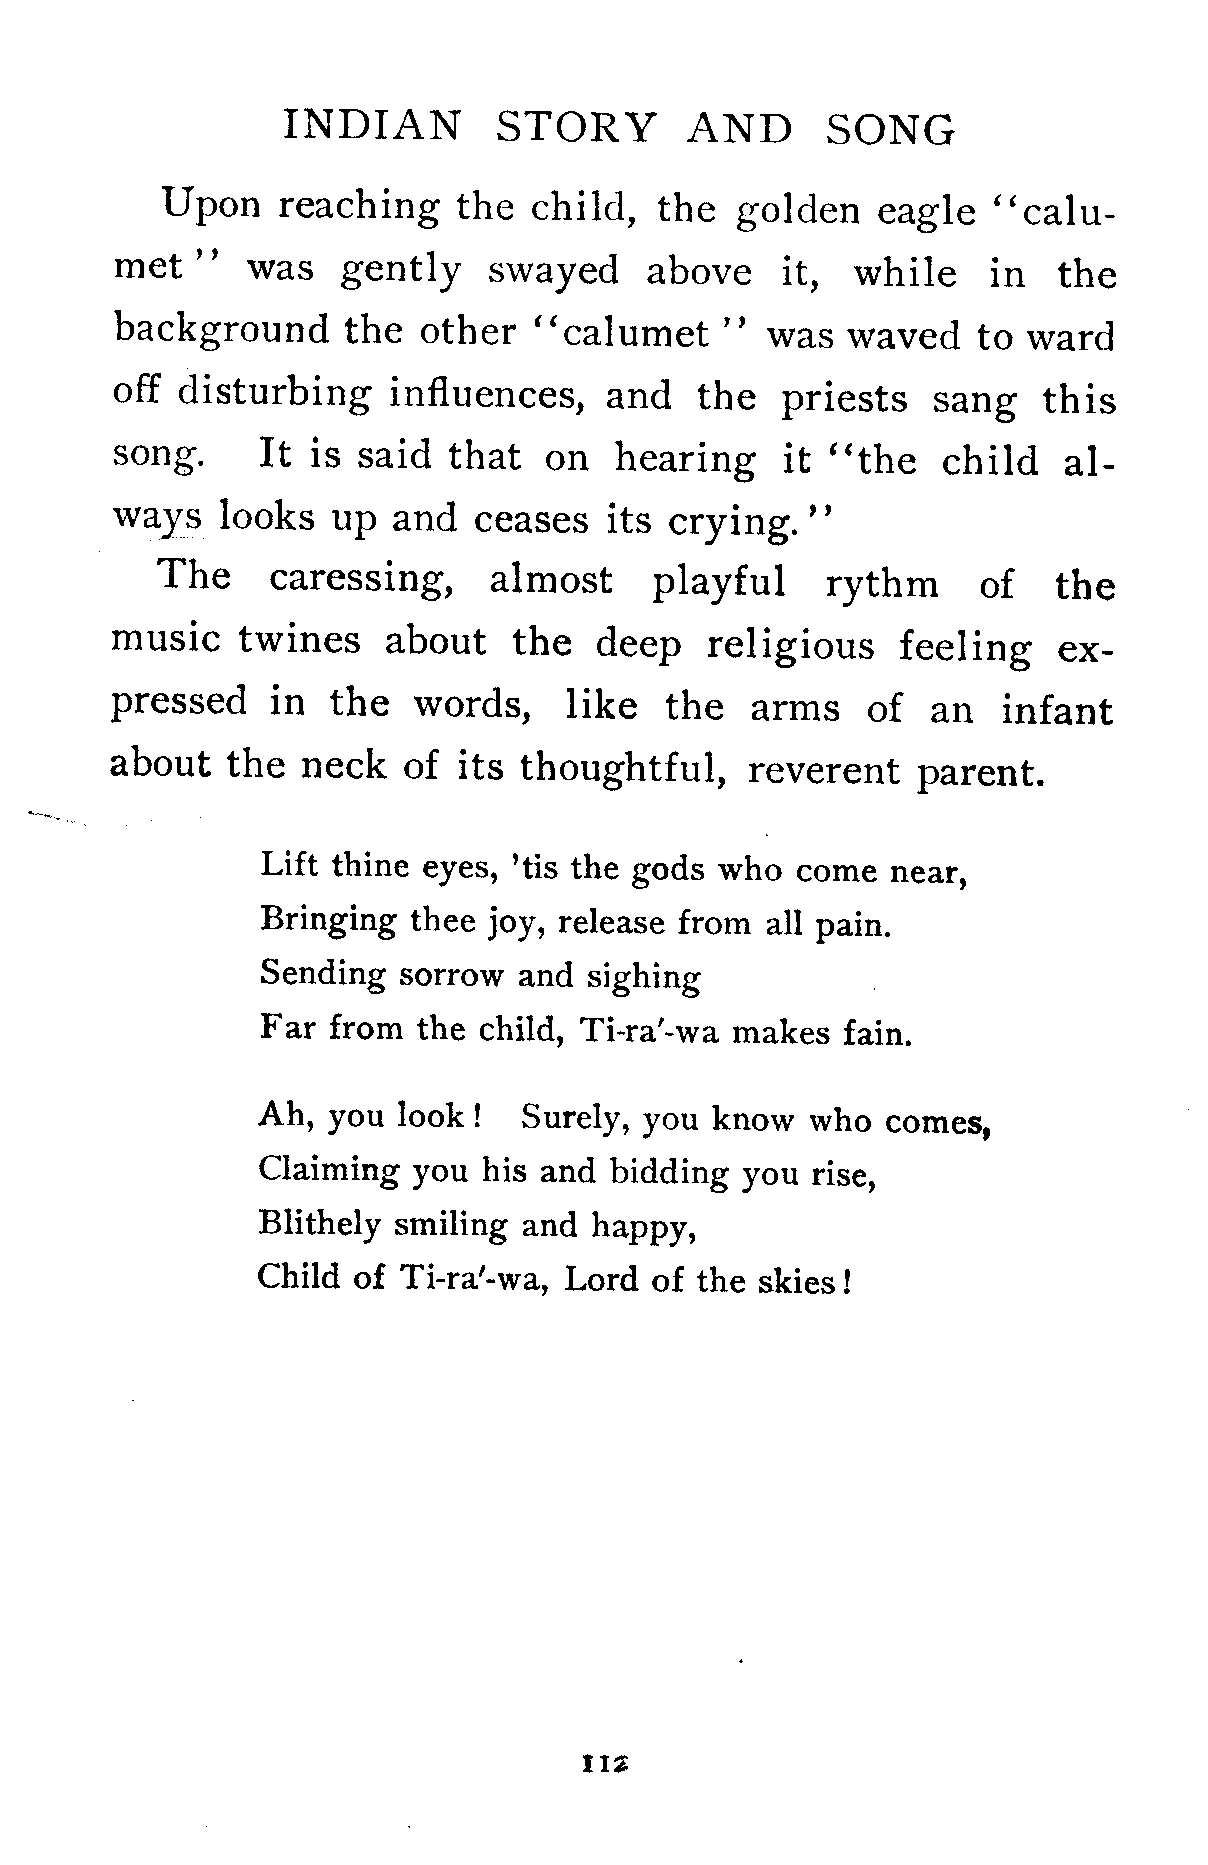 INDIAN STORY AND SONG
Upon reaching the child, the golden eagle "calu-
met" was gently swayed above it, while in the
background the other "calumet" was waved to ward
off disturbing influences, and the priests sang this
song. It is said that on hearing it "the child al-
ways looks up and ceases its crying."
The caressing, almost playful rythm of the
music twines about the deep religious feeling ex-
pressed in the words, like the arms of an infant
about the neck of its thoughtful, reverent parent.
Lift thine eyes, 'tis the gods who come near,
Bringing thee joy, release from all pain.
Sending sorrow and sighing
Far from the child, Ti-ra'-wa makes fain.
Ah, you look! Surely, you know who comes,
Claiming you his and bidding you rise,
Blithely smiling and happy,
Child of Ti-ra'-wa, Lord of the skies!
112